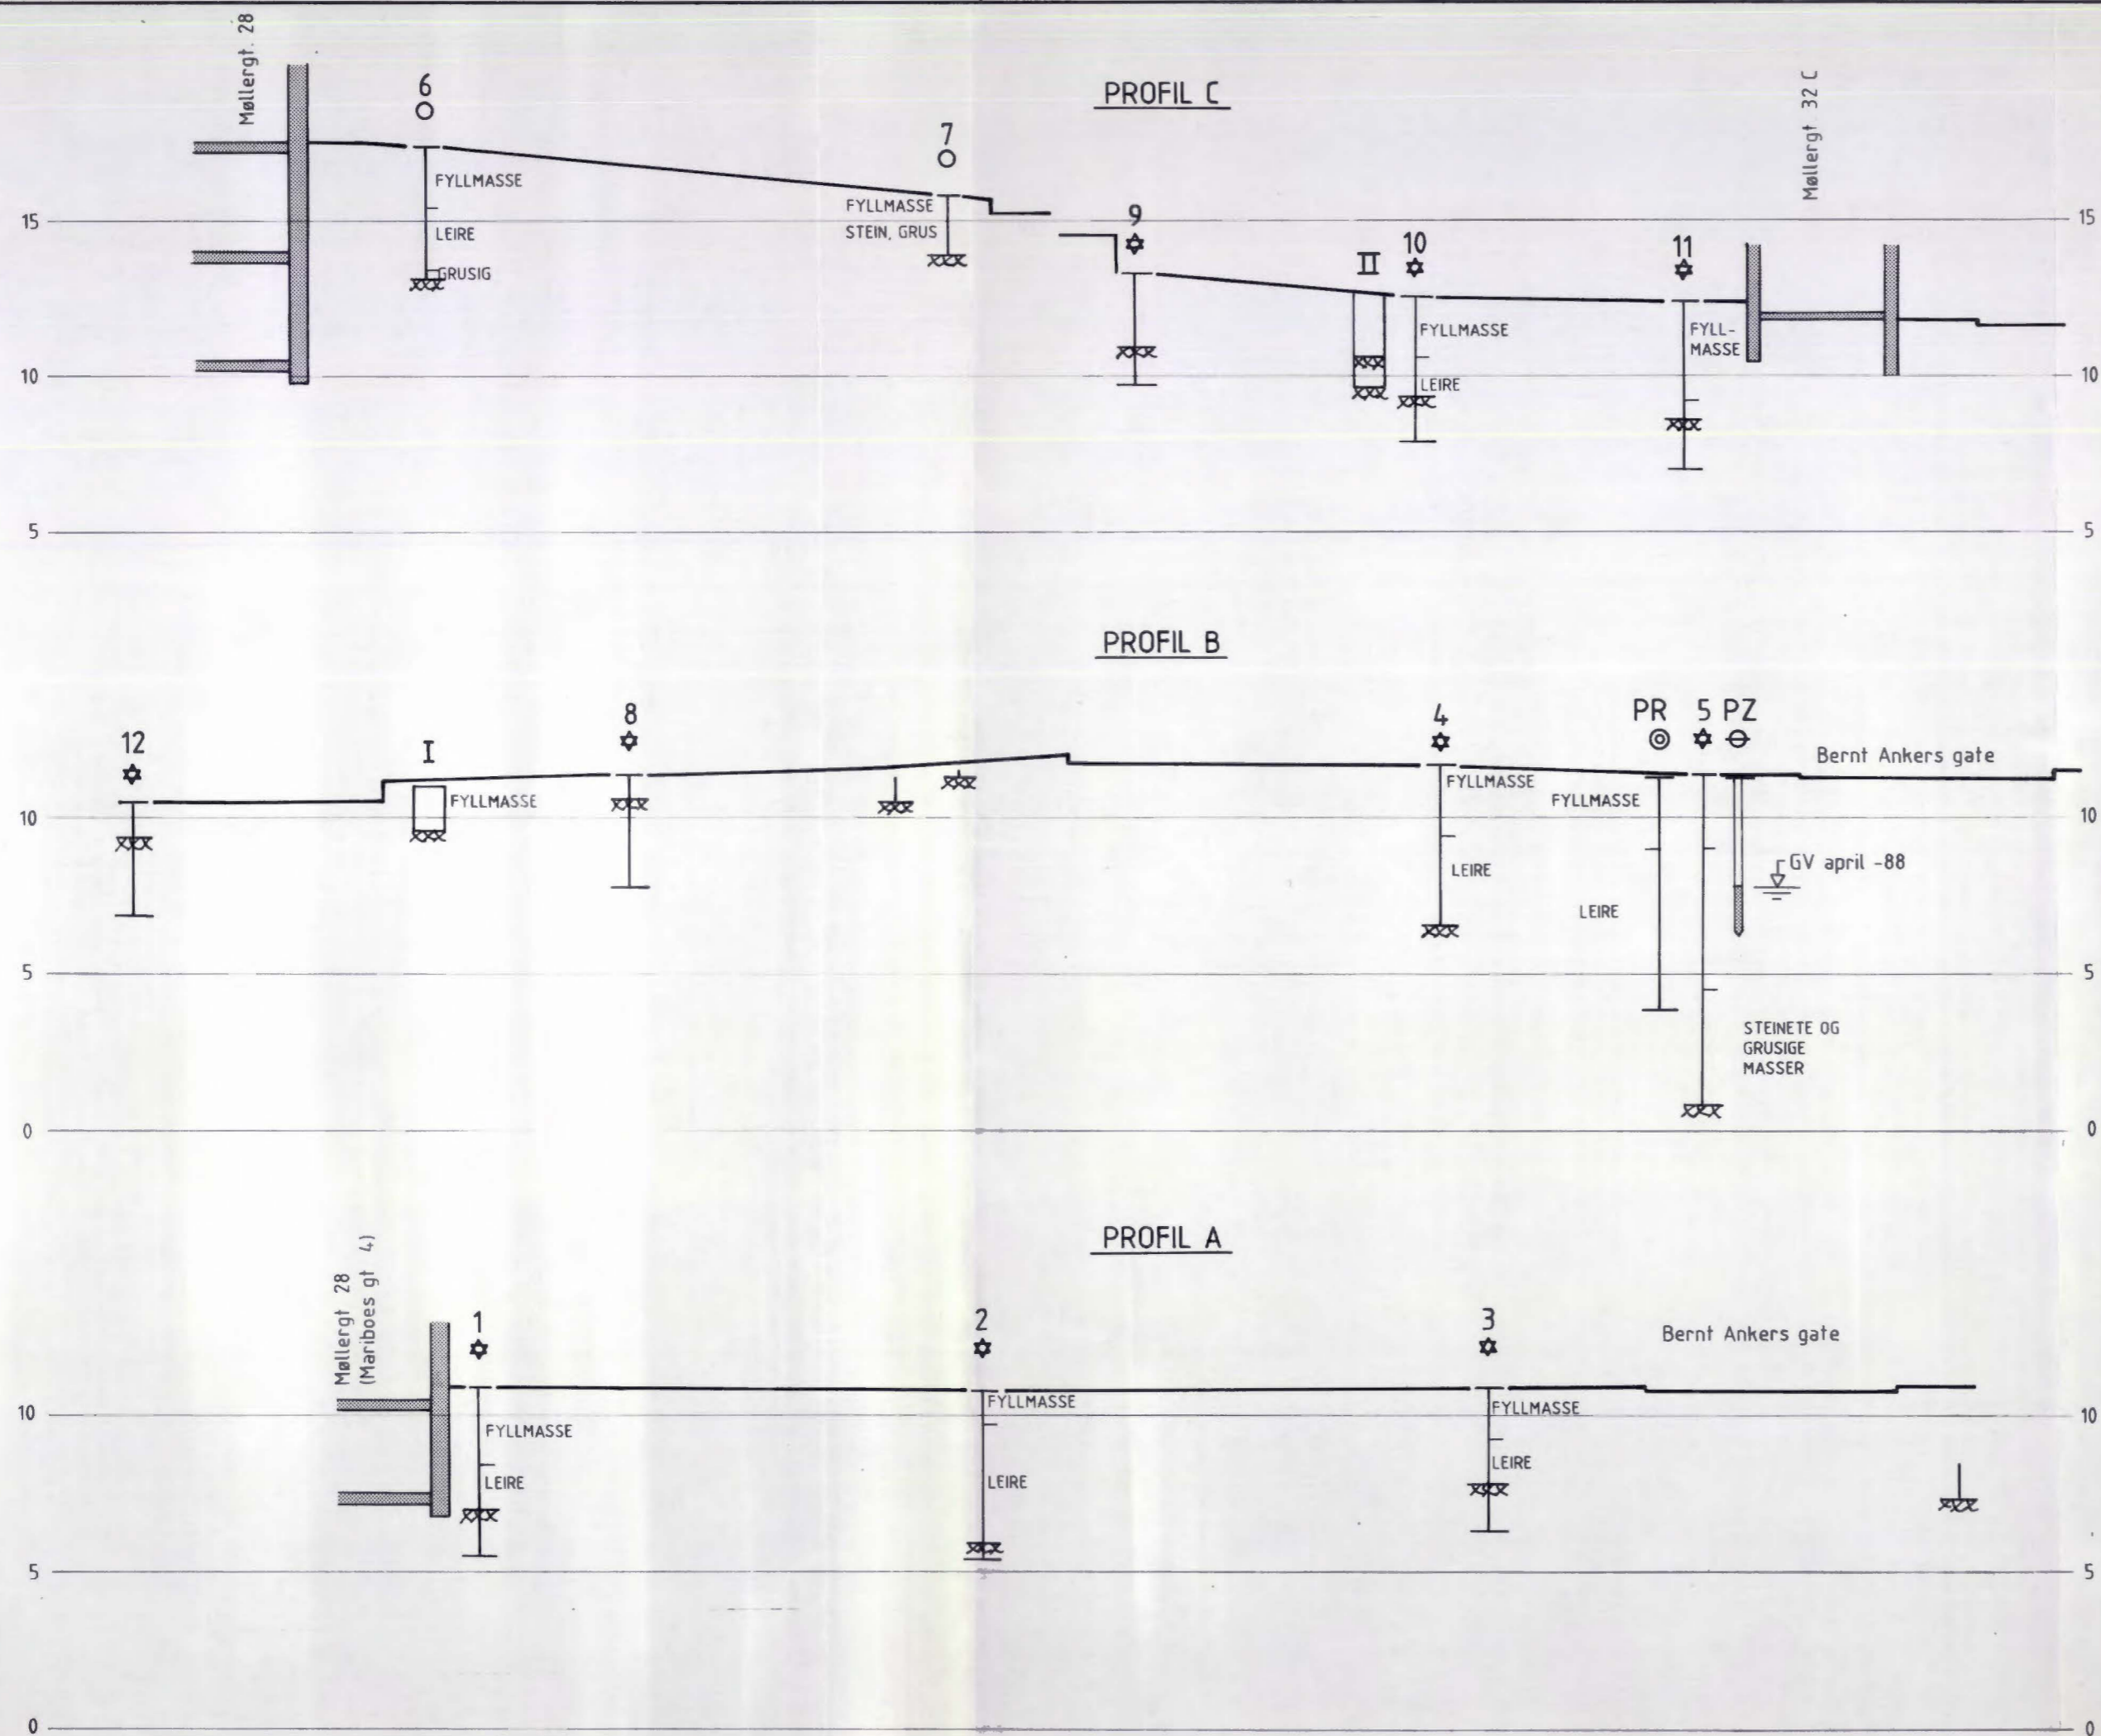 PROFIL C
Møllergt. 28
6
7
9
II
10
11
Møllergt 32 C
FYLLMASSE
LEIRE
GRUSIG
FYLLMASSE
STEIN, GRUS
FYLLMASSE
LEIRE
FYLL-
MASSE
15
15
10
10
5
5
PROFIL B
12
I
8
4
PR
5
PZ
Bernt Ankers gate
FYLLMASSE
FYLLMASSE
LEIRE
FYLLMASSE
LEIRE
GV april -88
STEINETE OG
GRUSIGE
MASSER
10
10
5
5
0
0
PROFIL A
Møllergt 28
(Mariboes gt 4)
1
2
3
Bernt Ankers gate
FYLLMASSE
LEIRE
FYLLMASSE
LEIRE
FYLLMASSE
LEIRE
10
10
5
5
0
0